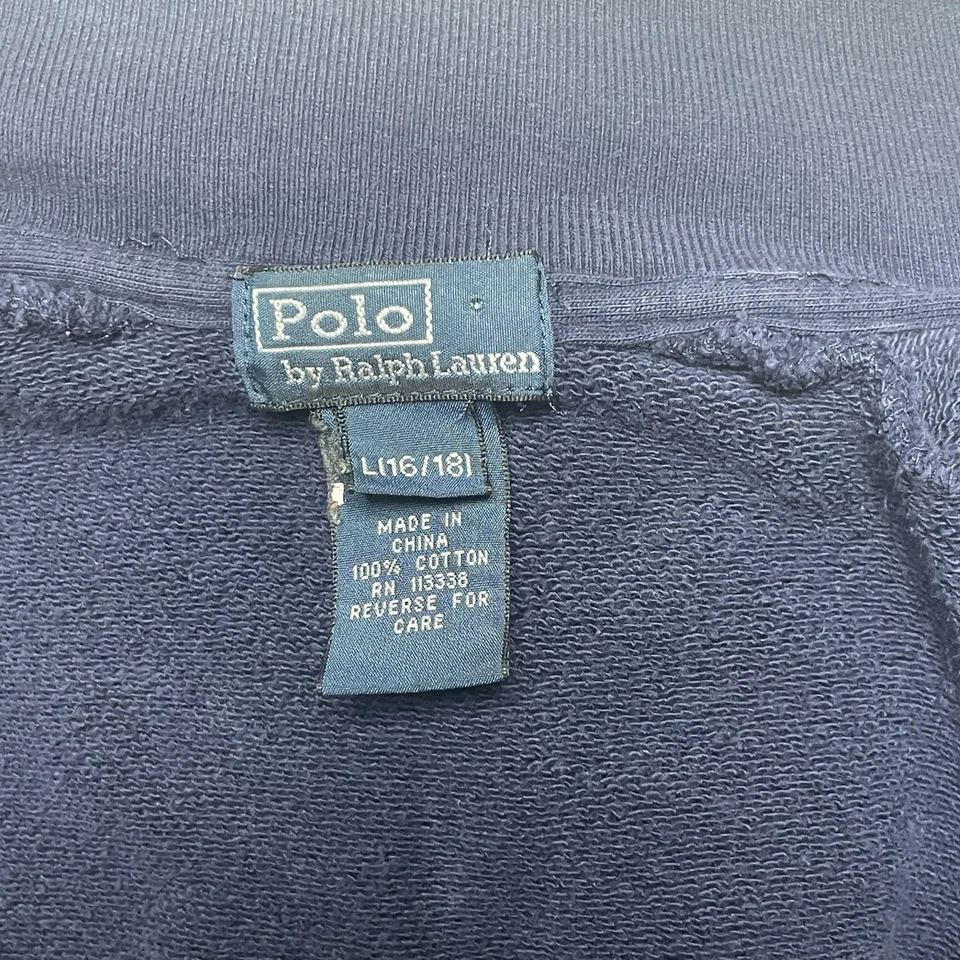 Polo
by Ralph Lauren
L(16/18)
MADE IN
CHINA
100% COTTON
RN 113338
REVERSE FOR
CARE